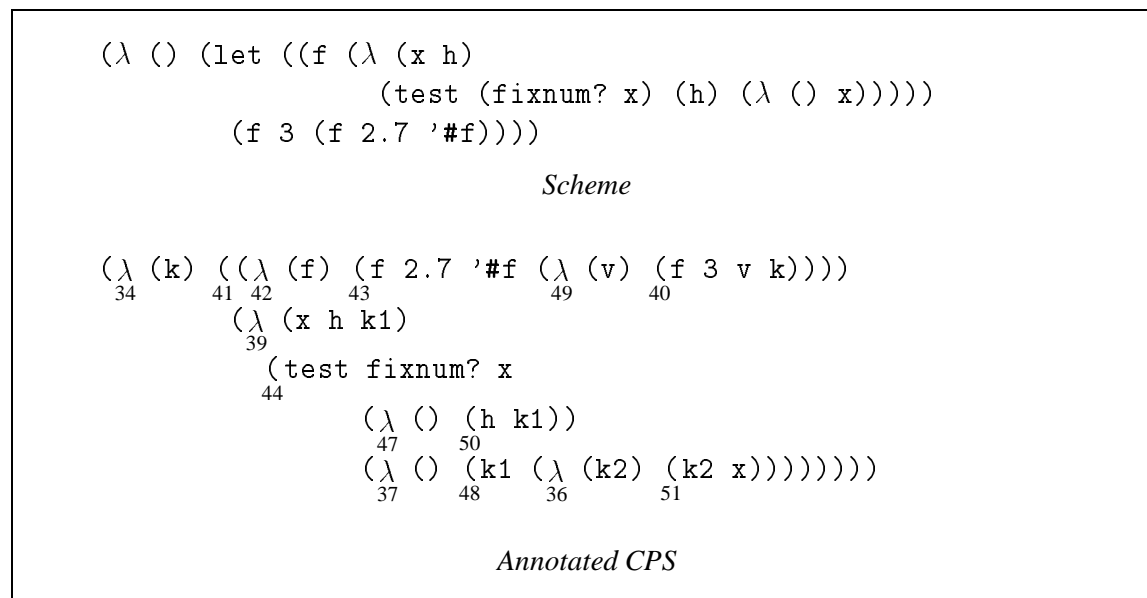 (λ () (let ((f (λ (x h)
(test (fixnum? x) (h) (λ () x)))))
(f 3 (f 2.7 '#f))))
Scheme
(λ (k) ((λ (f) (f 2.7 '#f (λ (v) (f 3 v k))))
34 41 42 43 49 40
(λ (x h k1)
39
(test fixnum? x
44
(λ () (h k1))
47 50
(λ () (k1 (λ (k2) (k2 x))))))))
37 48 36 51
Annotated CPS